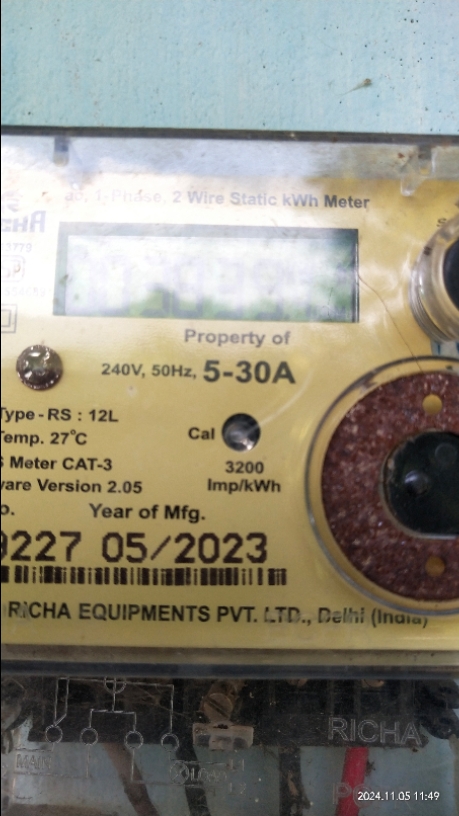 1-Phase, 2 Wire Static kWh Meter
Property of
240V, 50Hz, 5-30A
Type - RS : 12L
Temp. 27°C
Cal
Meter CAT-3
3200
Imp/kWh
Version 2.05
Year of Mfg.
9227 05/2023
RICHA EQUIPMENTS PVT. LTD., Delhi (India)
RICHA
2024.11.05 11:49